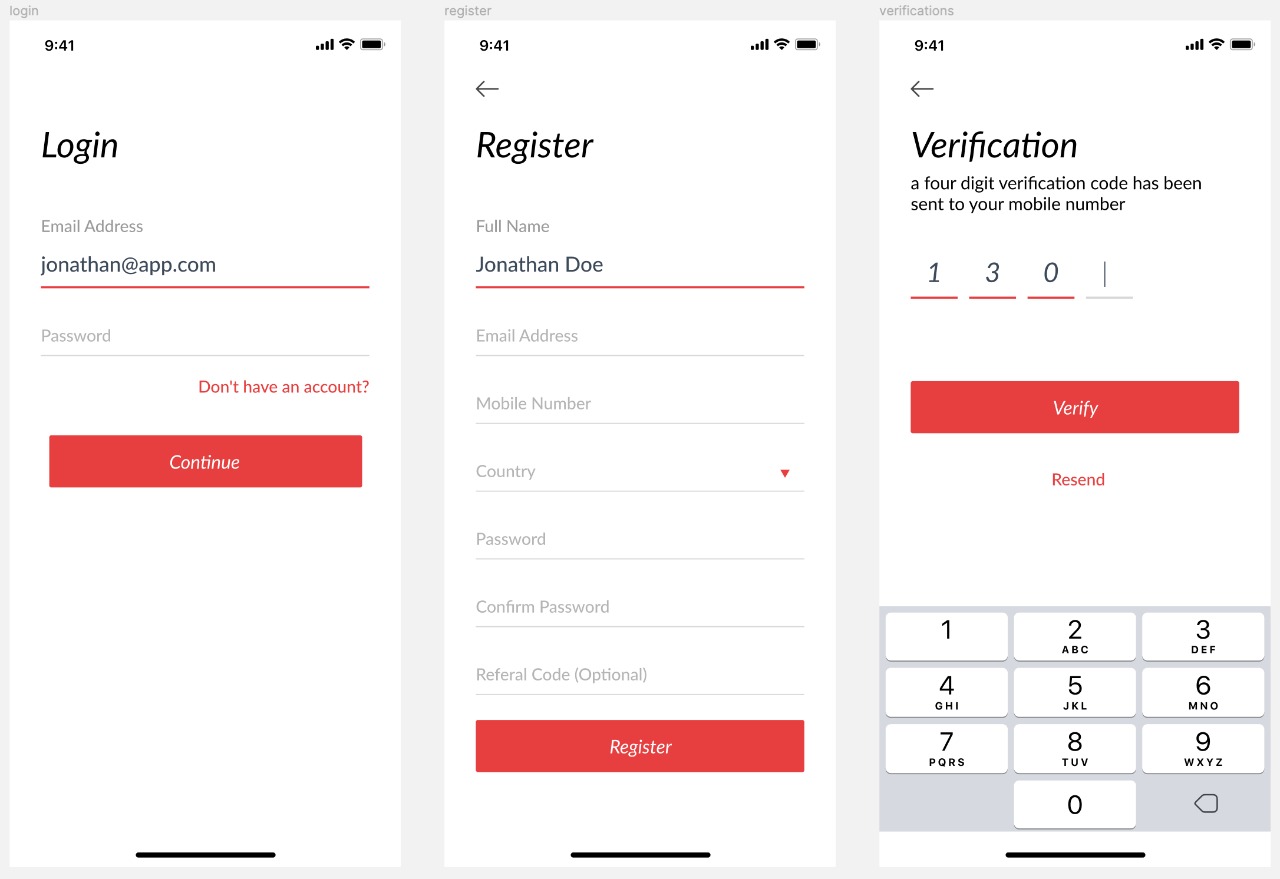 login
9:41
Login
Email Address
jonathan@app.com
Password
Don't have an account?
Continue
register
9:41
Register
Full Name
Jonathan Doe
Email Address
Mobile Number
Country
Password
Confirm Password
Referal Code (Optional)
Register
verifications
9:41
Verification
a four digit verification code has been
sent to your mobile number
1 3 0
Verify
Resend
1 2 3
ABC DEF
4 5 6
GHI JKL MNO
7 8 9
PQRS TUV WXYZ
0